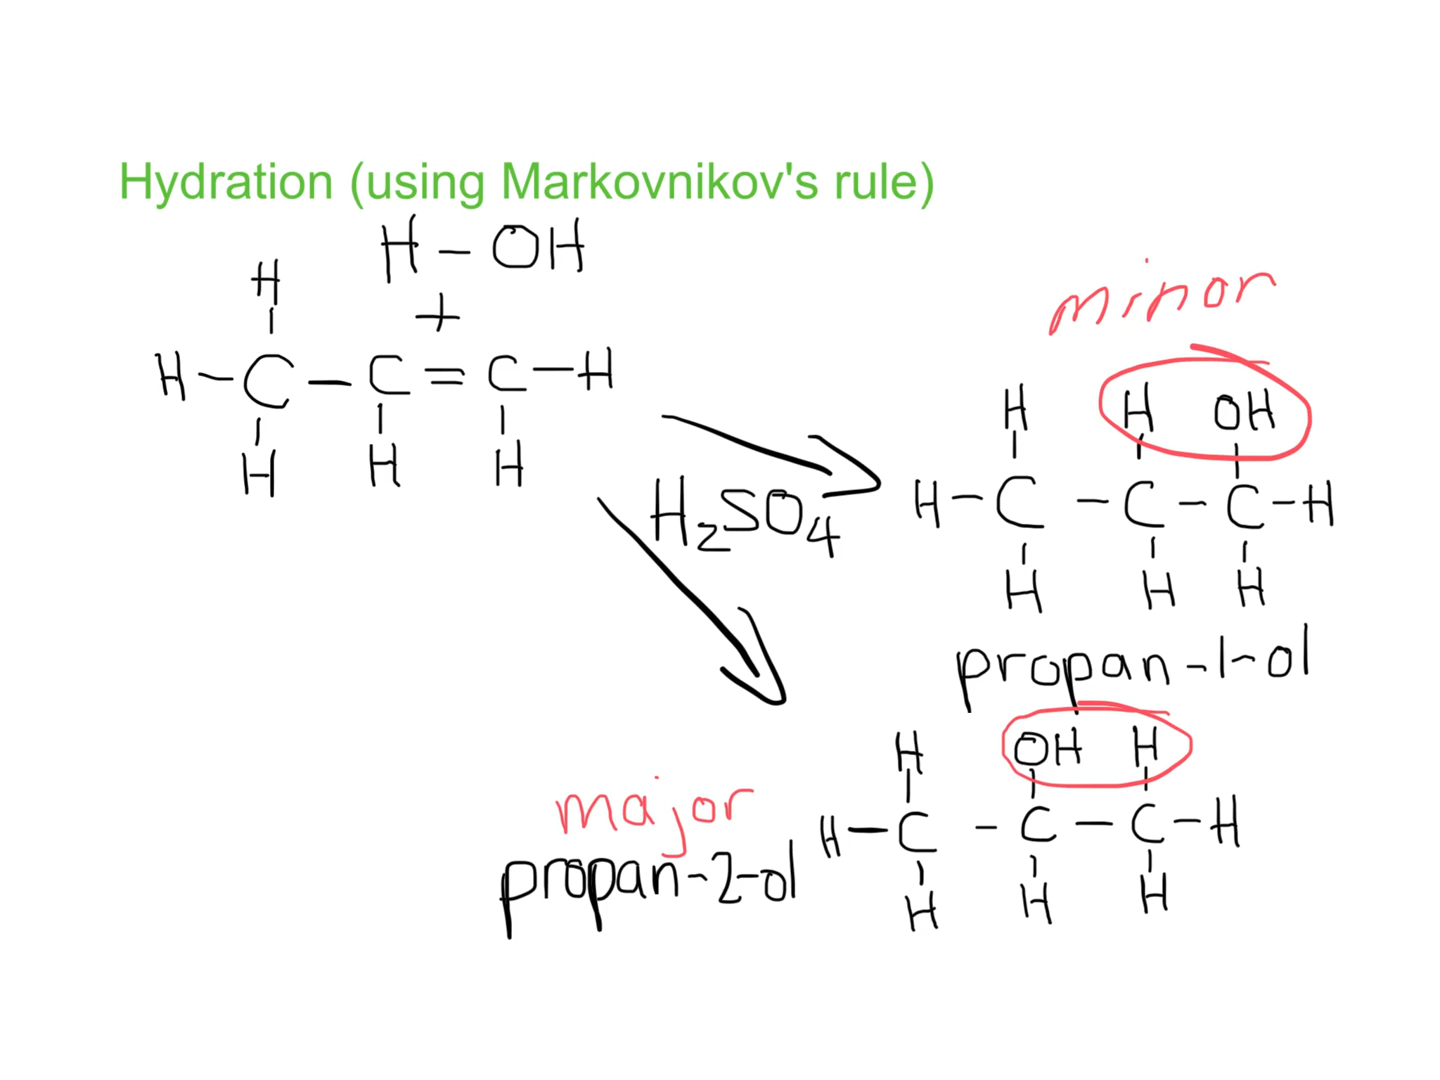 Hydration (using Markovnikov's rule)
H - OH
+
H
H - C - C = C - H
H H H
H₂SO₄
minor
H H OH
H - C - C - C - H
H H H
propan-1-ol
major
propan-2-ol
H OH H
H - C - C - C - H
H H H